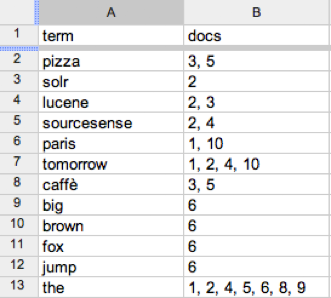 A B
1 term docs
2 pizza 3, 5
3 solr 2
4 lucene 2, 3
5 sourcesense 2, 4
6 paris 1, 10
7 tomorrow 1, 2, 4, 10
8 caffè 3, 5
9 big 6
10 brown 6
11 fox 6
12 jump 6
13 the 1, 2, 4, 5, 6, 8, 9